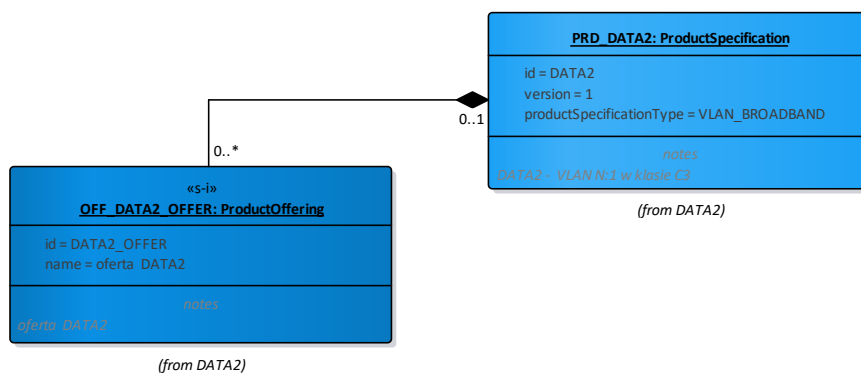 PRD_DATA2: ProductSpecification
id = DATA2
version = 1
productSpecificationType = VLAN_BROADBAND
notes
DATA2 - VLAN N:1 w klasie C3
(from DATA2)
0..1
0..*
«s-i»
OFF_DATA2_OFFER: ProductOffering
id = DATA2_OFFER
name = oferta DATA2
notes
oferta DATA2
(from DATA2)